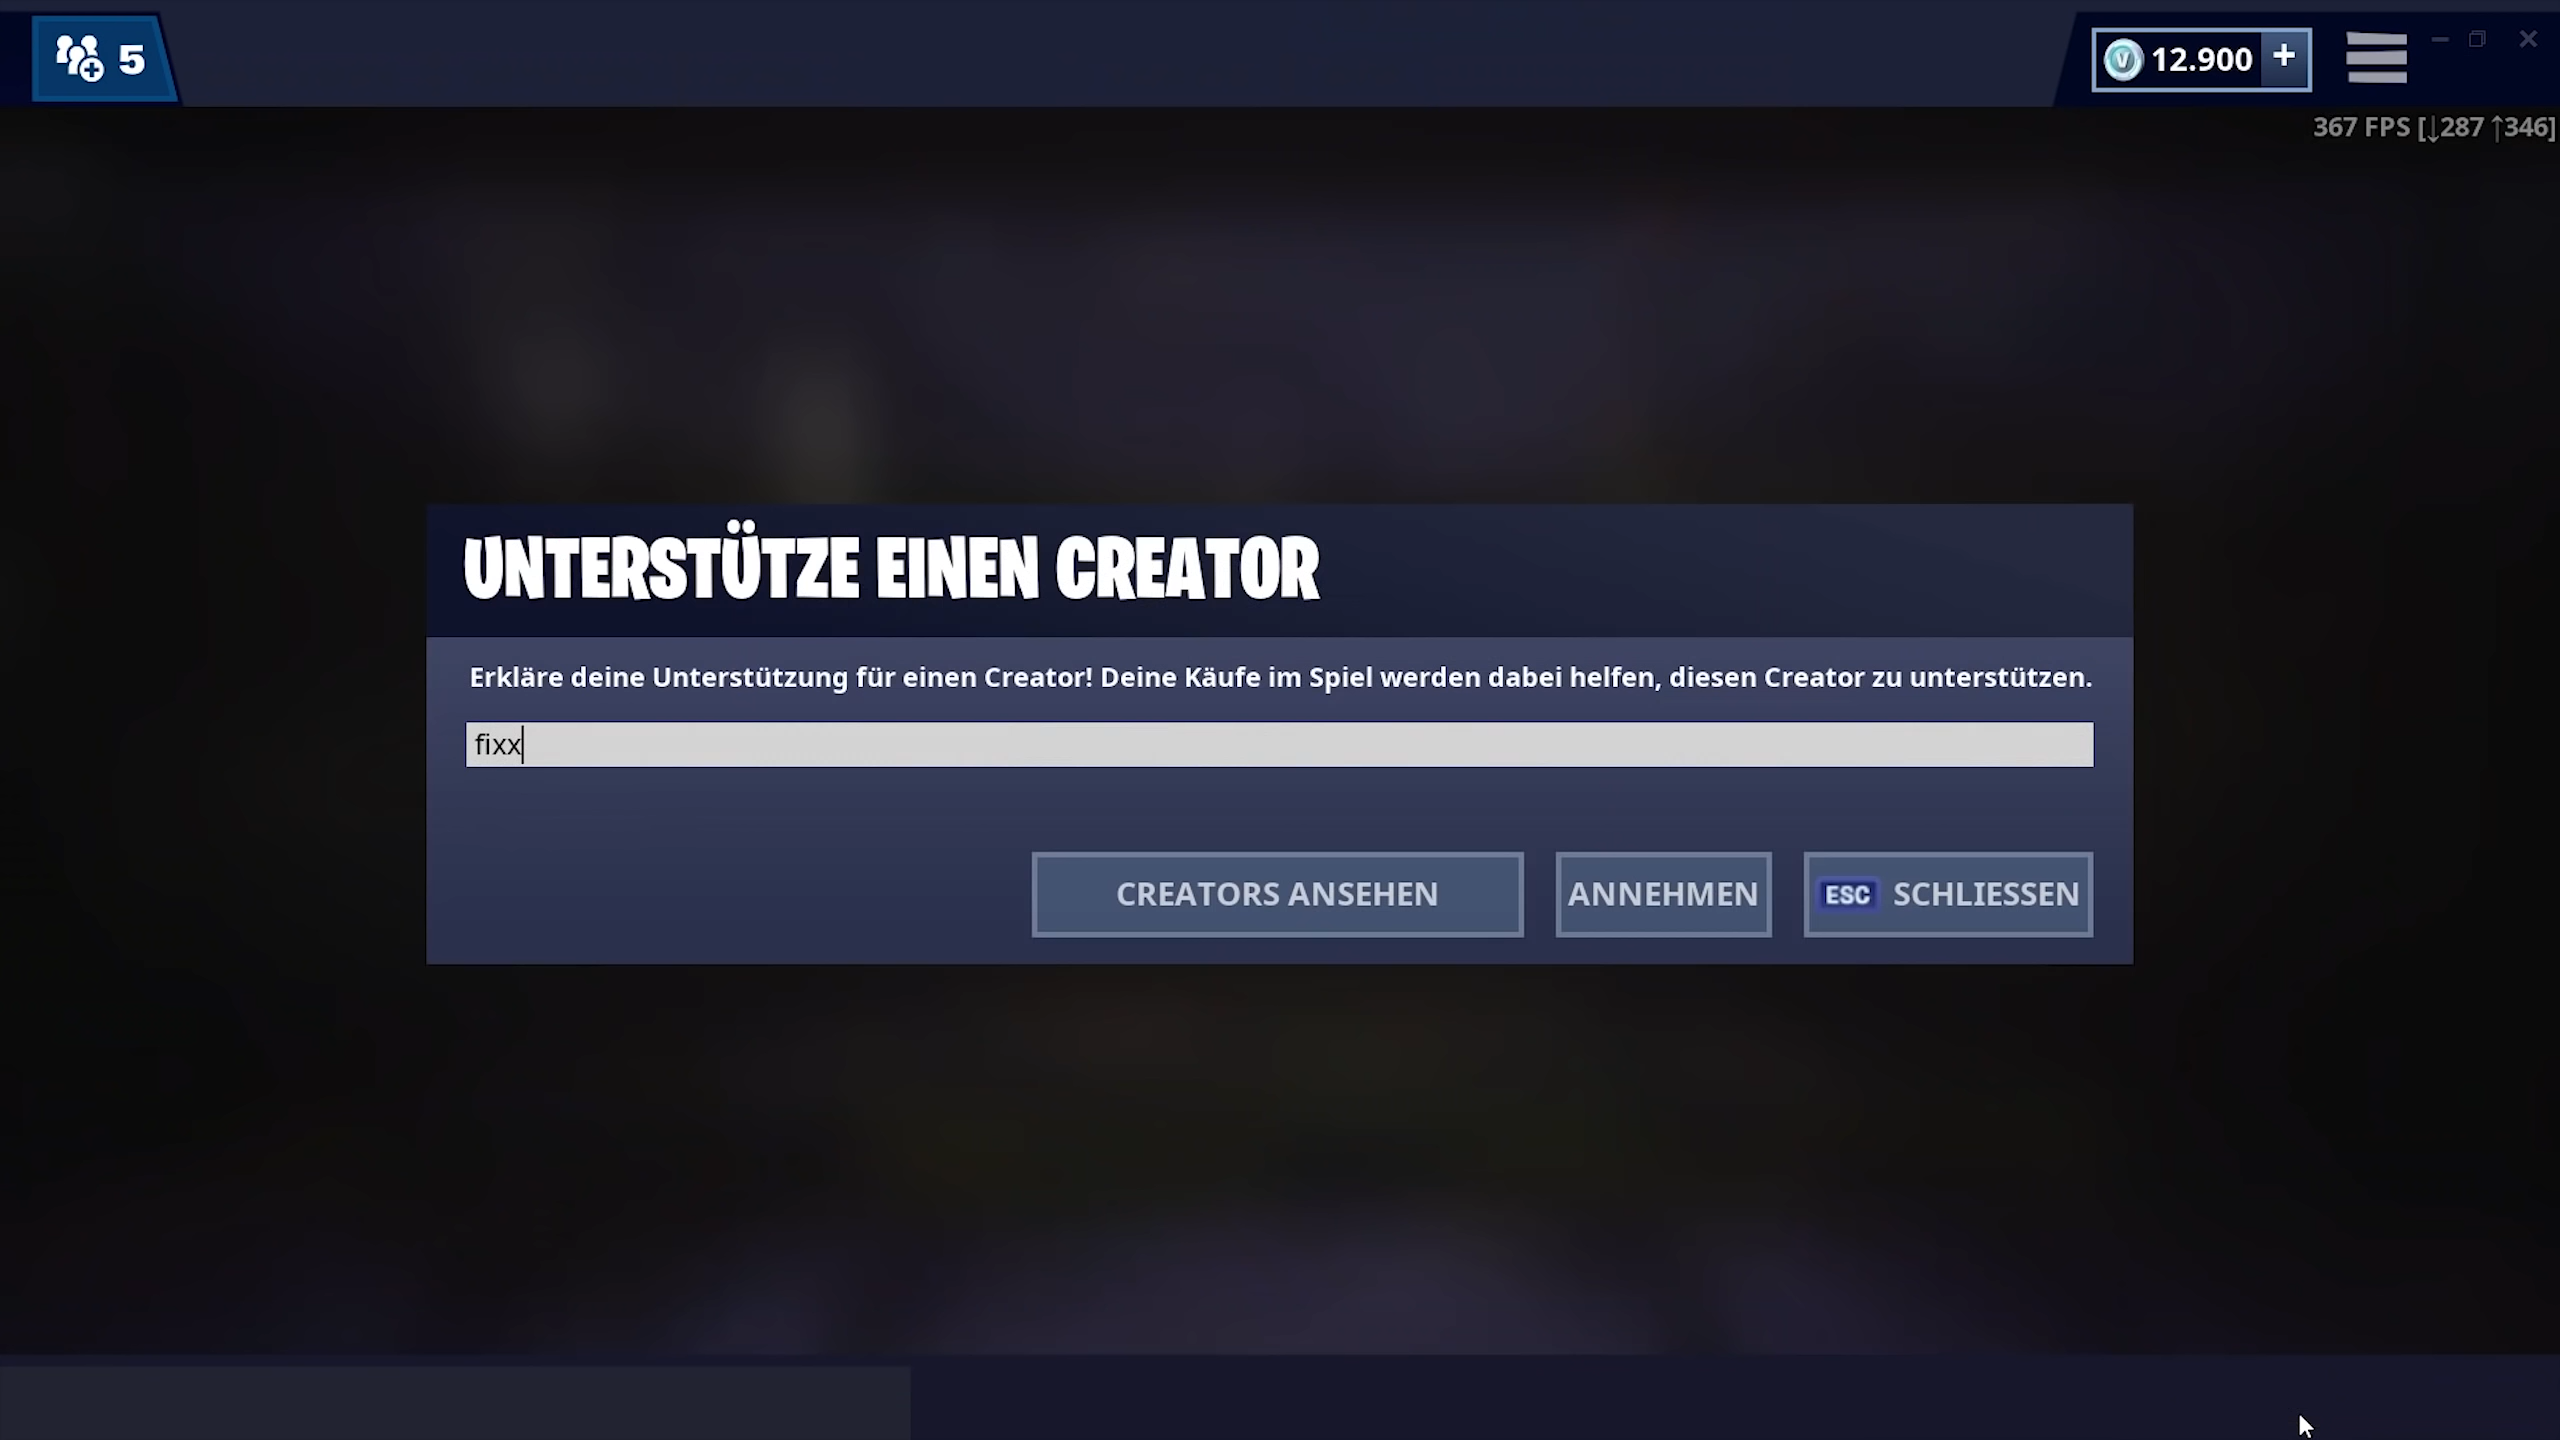 5
12.900 +
367 FPS [↓287 ↑346]
UNTERSTÜTZE EINEN CREATOR
Erkläre deine Unterstützung für einen Creator! Deine Käufe im Spiel werden dabei helfen, diesen Creator zu unterstützen.
fixx
CREATORS ANSEHEN
ANNEHMEN
ESC SCHLIESSEN